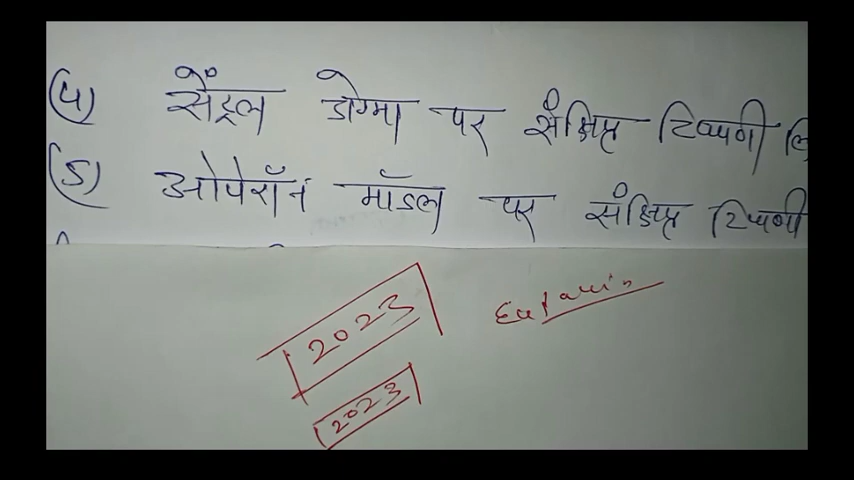 (4) सेंट्रल डोग्मा पर संक्षिप्त टिप्पणी लि
(5) ओपेरॉन मॉडल पर संक्षिप्त टिप्पणी
2023
2023